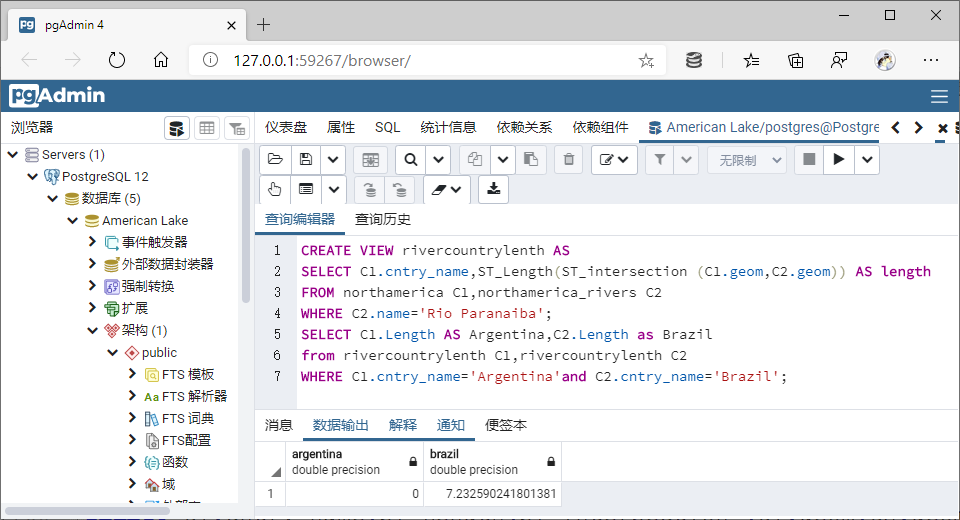 pgAdmin 4
127.0.0.1:59267/browser/
pgAdmin
浏览器
仪表盘 属性 SQL 统计信息 依赖关系 依赖组件 American Lake/postgres@Postgre
Servers (1)
PostgreSQL 12
数据库 (5)
American Lake
事件触发器
外部数据封装器
强制转换
扩展
架构 (1)
public
FTS 模板
FTS 解析器
FTS 词典
FTS配置
函数
域
无限制
查询编辑器 查询历史
1 CREATE VIEW rivercountrylenth AS
2 SELECT C1.cntry_name,ST_Length(ST_intersection (C1.geom,C2.geom)) AS length
3 FROM northamerica C1,northamerica_rivers C2
4 WHERE C2.name='Rio Paranaiba';
5 SELECT C1.Length AS Argentina,C2.Length as Brazil
6 from rivercountrylenth C1,rivercountrylenth C2
7 WHERE C1.cntry_name='Argentina'and C2.cntry_name='Brazil';
消息 数据输出 解释 通知 便签本
argentina brazil
double precision double precision
1 0 7.232590241801381